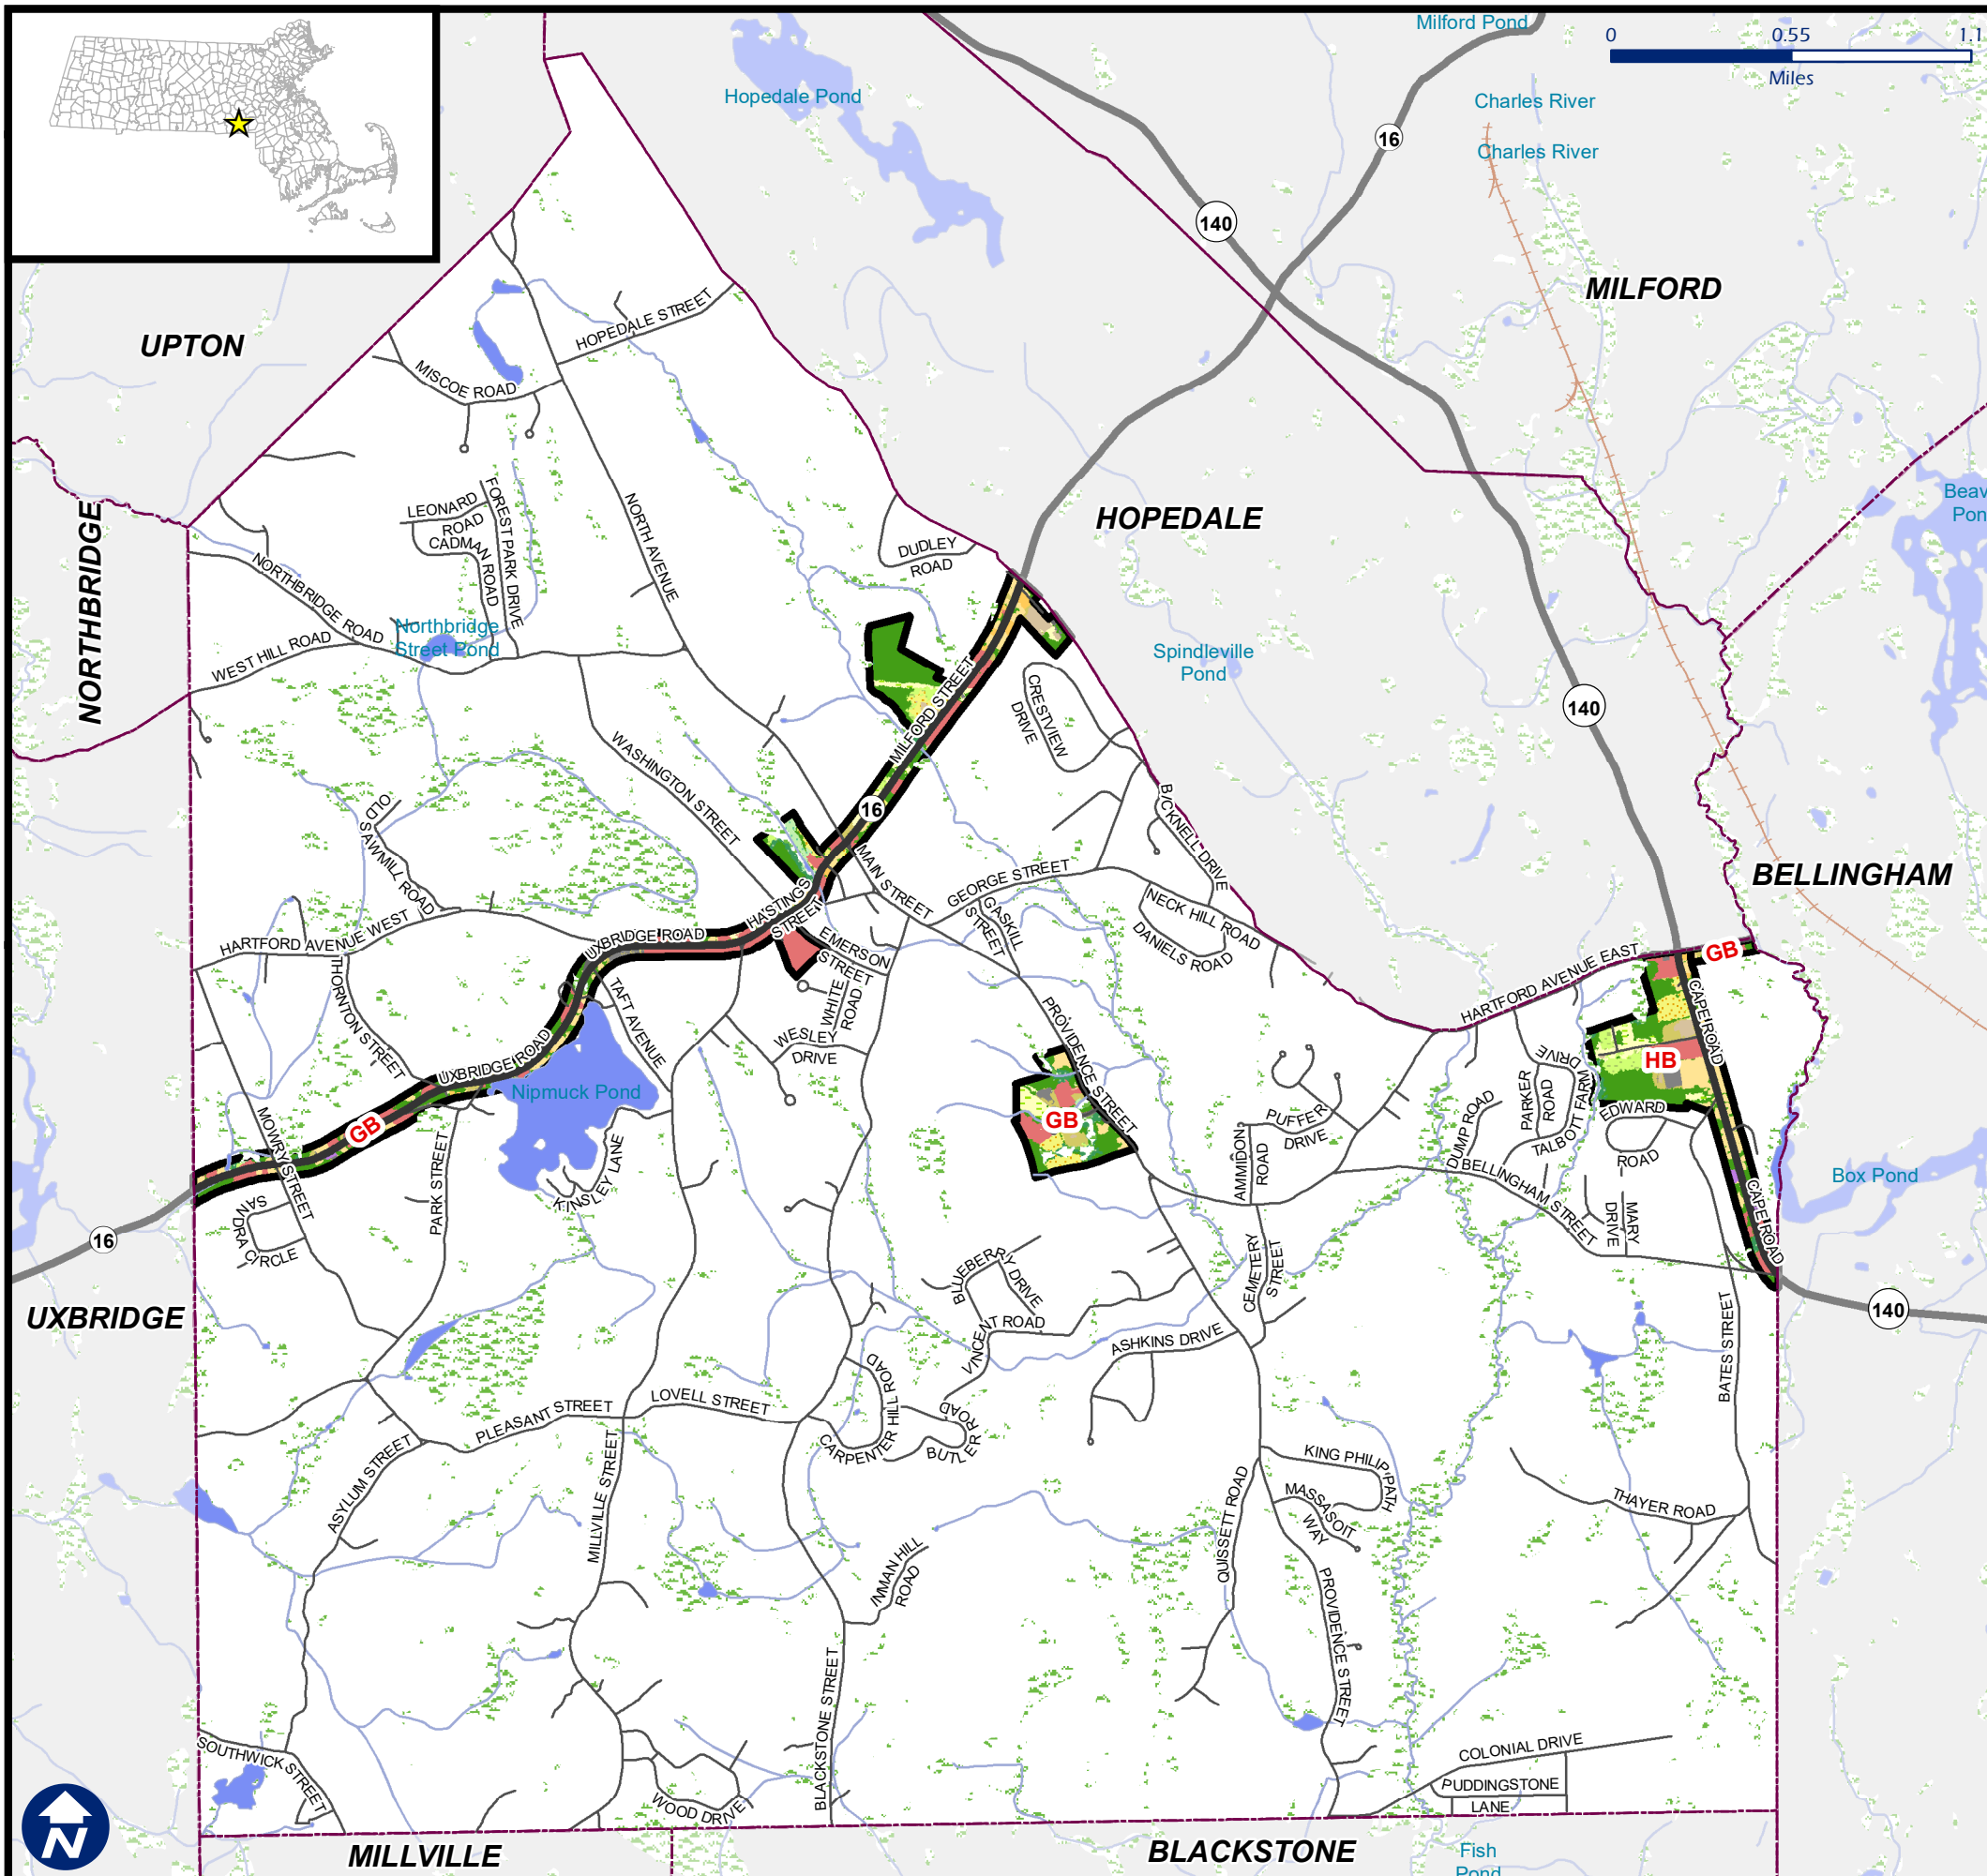 Milford Pond
0 0.55 1.1
Miles
Hopedale Pond
Charles River
Charles River
16
140
MILFORD
UPTON
HOPEDALE STREET
MISCOE ROAD
NORTHBRIDGE
LEONARD
ROAD
CADMAN ROAD
FOREST PARK DRIVE
NORTH AVENUE
HOPEDALE
DUDLEY
ROAD
NORTHBRIDGE ROAD
Northbridge
Street Pond
WEST HILL ROAD
Spindleville
Pond
CRESTVIEW
DRIVE
140
MILFORD STREET
WASHINGTON STREET
OLD
SAWMILL ROAD
16
MAIN STREET
BICKNELL DRIVE
BELLINGHAM
GEORGE STREET
GASKILL
STREET
NECK HILL ROAD
DANIELS ROAD
HASTINGS
STREET
EMERSON
STREET
HARTFORD AVENUE WEST
UXBRIDGE ROAD
HARTFORD AVENUE EAST
GB
THORNTON STREET
TAFT AVENUE
WHITE
ROAD
WESLEY
DRIVE
PROVIDENCE STREET
CAPE ROAD
HB
UXBRIDGE ROAD
Nipmuck Pond
GB
GB
MOWRY STREET
PARK STREET
KINSLEY LANE
PUFFER
DRIVE
AMMIDON
ROAD
DUMP ROAD
PARKER
ROAD
TALBOTT FARM
DRIVE
EDWARD
ROAD
BELLINGHAM STREET
MARY
DRIVE
CAPE ROAD
Box Pond
SANDRA CIRCLE
16
UXBRIDGE
BLUEBERRY DRIVE
VINCENT ROAD
CEMETERY
STREET
ASHKINS DRIVE
140
BATES STREET
PLEASANT STREET
LOVELL STREET
CARPENTER HILL ROAD
BUTLER
ROAD
ASYLUM STREET
MILLVILLE STREET
KING PHILIP PATH
MASSASOIT
WAY
QUISSETT ROAD
THAYER ROAD
INMAN HILL
ROAD
PROVIDENCE STREET
BLACKSTONE STREET
SOUTHWICK STREET
WOOD DRIVE
COLONIAL DRIVE
PUDDINGSTONE
LANE
N
MILLVILLE
BLACKSTONE
Fish
Pond